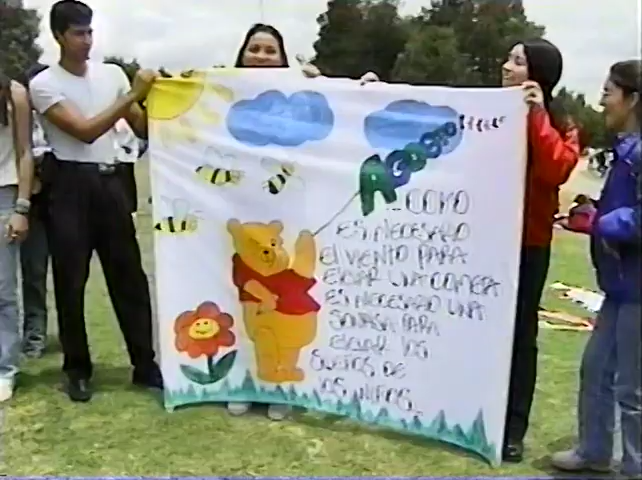 AGOSTO
... COMO
ES NECESARIO
El VIENTO PARA
ElEVAR UNA COMETA
ES NECESARIO UNA
SONRISA PARA
ElEVAR lOS
SUEÑOS DE
lOS NIÑOS...